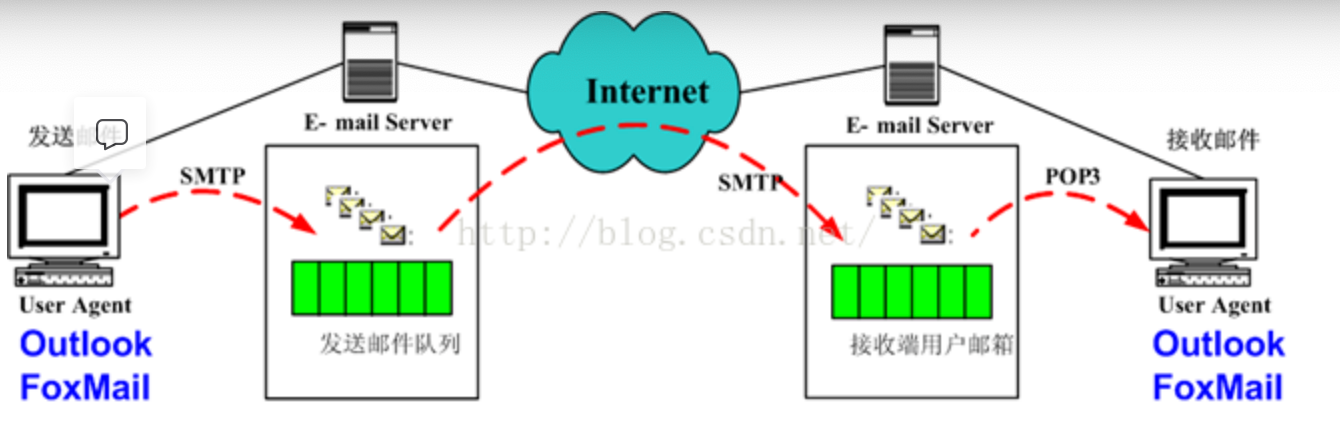 Internet
E- mail Server
E- mail Server
发送邮件
接收邮件
SMTP
SMTP
POP3
http://blog.csdn.net/
User Agent
User Agent
Outlook
FoxMail
发送邮件队列
接收端用户邮箱
Outlook
FoxMail